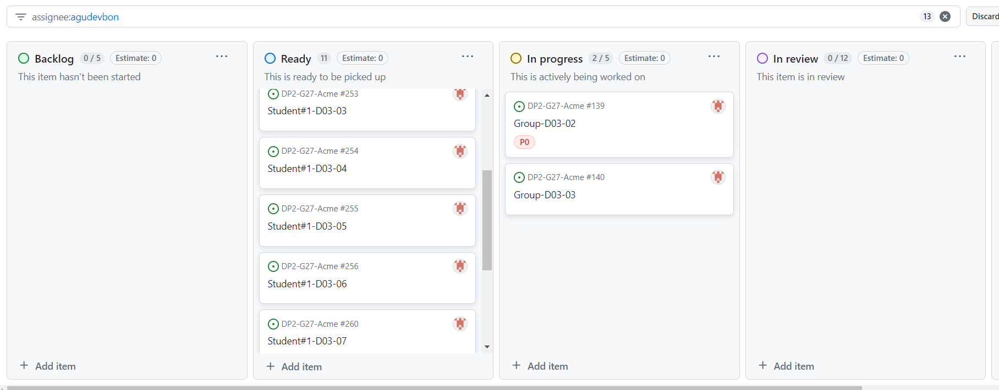 assignee:agudevbon
13
Discard
Backlog 0 / 5 Estimate: 0
This item hasn't been started
Add item
Ready 11 Estimate: 0
This is ready to be picked up
DP2-G27-Acme #253
Student#1-D03-03
DP2-G27-Acme #254
Student#1-D03-04
DP2-G27-Acme #255
Student#1-D03-05
DP2-G27-Acme #256
Student#1-D03-06
DP2-G27-Acme #260
Student#1-D03-07
Add item
In progress 2 / 5 Estimate: 0
This is actively being worked on
DP2-G27-Acme #139
Group-D03-02
P0
DP2-G27-Acme #140
Group-D03-03
Add item
In review 0 / 12 Estimate: 0
This item is in review
Add item